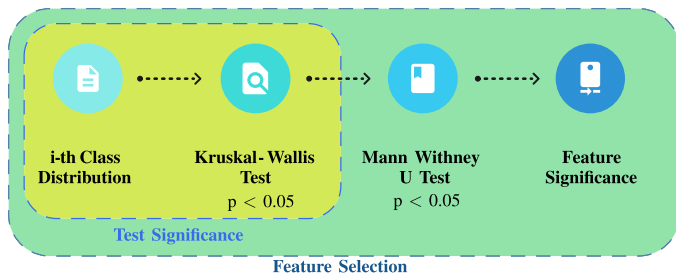 i-th Class
Distribution
Kruskal-Wallis
Test
p < 0.05
Mann Withney
U Test
p < 0.05
Feature
Significance
Test Significance
Feature Selection